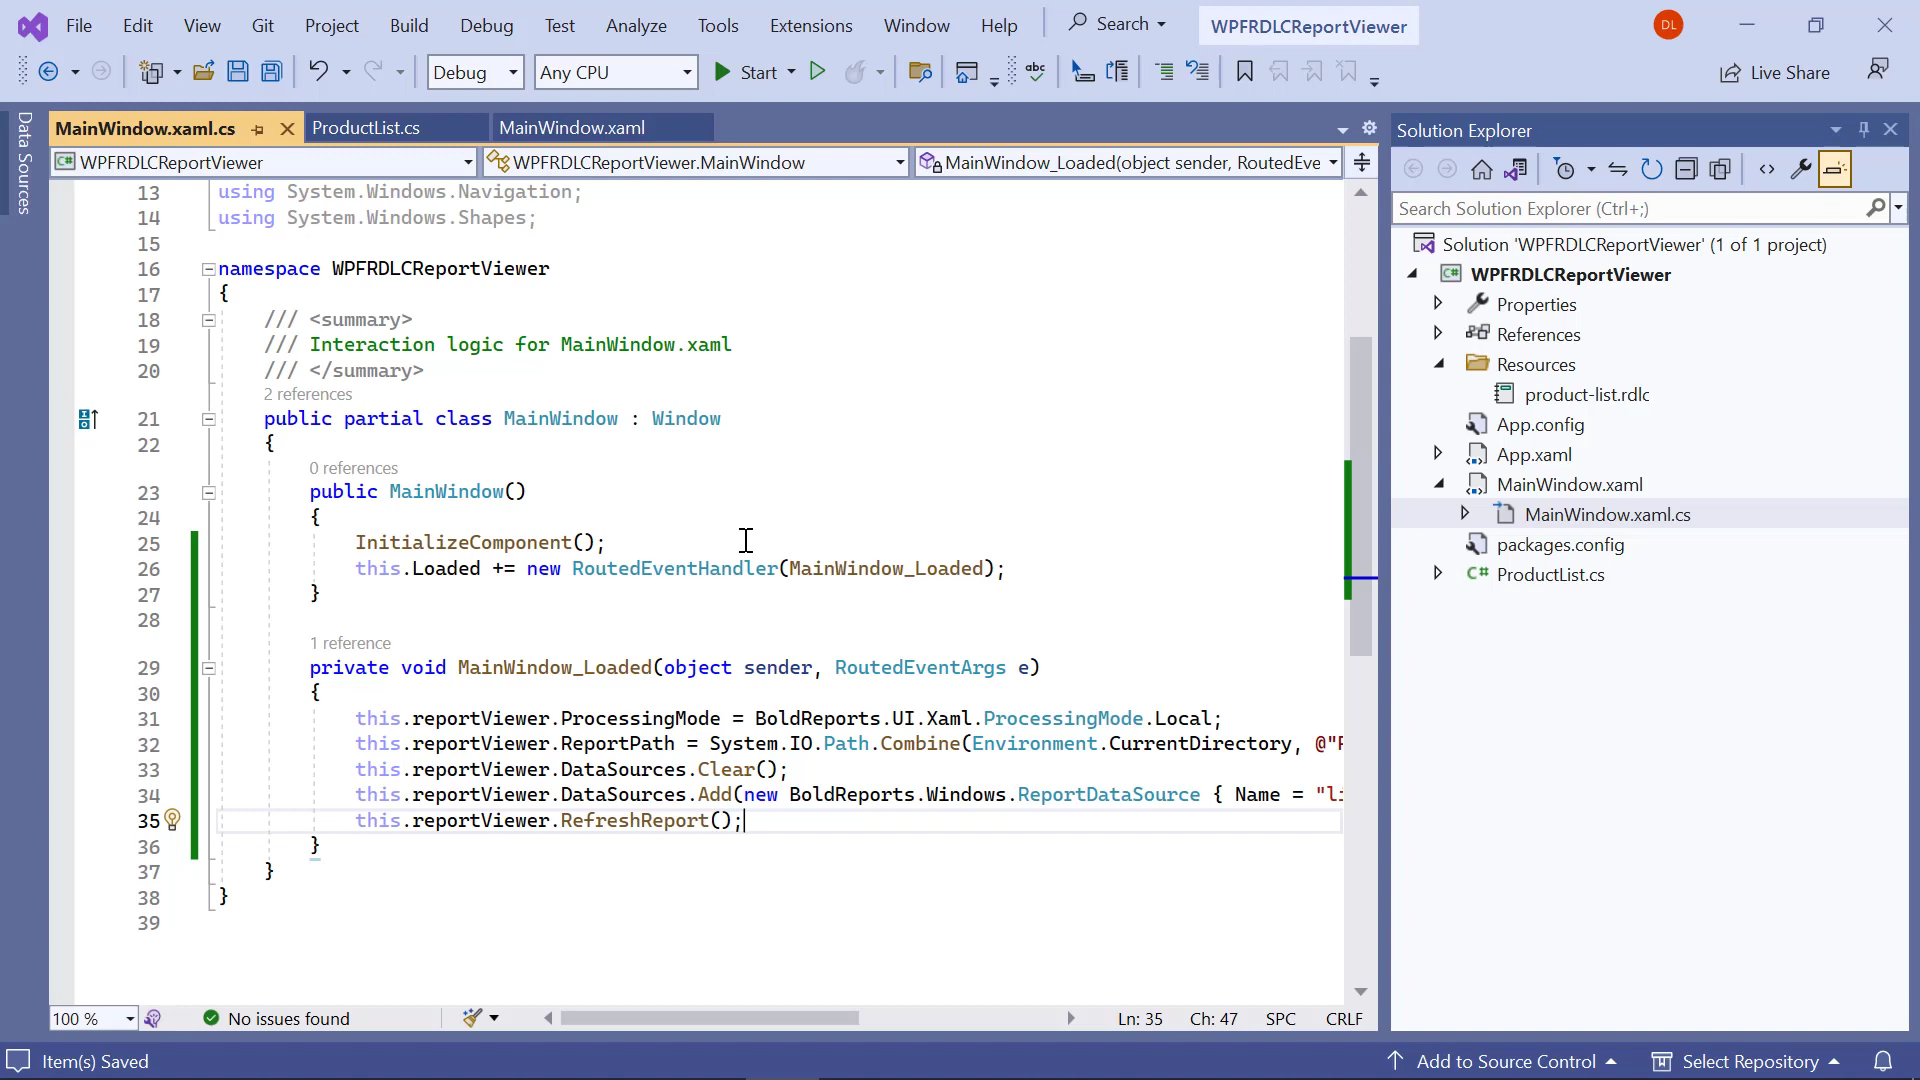 File Edit View Git Project Build Debug Test Analyze Tools Extensions Window Help Search WPFRDLCReportViewer DL
Debug Any CPU Start Live Share
Data Sources
MainWindow.xaml.cs ProductList.cs MainWindow.xaml
WPFRDLCReportViewer WPFRDLCReportViewer.MainWindow MainWindow_Loaded(object sender, RoutedEve
13 using System.Windows.Navigation;
14 using System.Windows.Shapes;
15
16 namespace WPFRDLCReportViewer
17 {
18 /// <summary>
19 /// Interaction logic for MainWindow.xaml
20 /// </summary>
2 references
21 public partial class MainWindow : Window
22 {
0 references
23 public MainWindow()
24 {
25 InitializeComponent();
26 this.Loaded += new RoutedEventHandler(MainWindow_Loaded);
27 }
28
1 reference
29 private void MainWindow_Loaded(object sender, RoutedEventArgs e)
30 {
31 this.reportViewer.ProcessingMode = BoldReports.UI.Xaml.ProcessingMode.Local;
32 this.reportViewer.ReportPath = System.IO.Path.Combine(Environment.CurrentDirectory, @"R
33 this.reportViewer.DataSources.Clear();
34 this.reportViewer.DataSources.Add(new BoldReports.Windows.ReportDataSource { Name = "li
35 this.reportViewer.RefreshReport();
36 }
37 }
38 }
39
100 % No issues found Ln: 35 Ch: 47 SPC CRLF
Solution Explorer
Search Solution Explorer (Ctrl+;)
Solution 'WPFRDLCReportViewer' (1 of 1 project)
WPFRDLCReportViewer
Properties
References
Resources
product-list.rdlc
App.config
App.xaml
MainWindow.xaml
MainWindow.xaml.cs
packages.config
ProductList.cs
Item(s) Saved Add to Source Control Select Repository